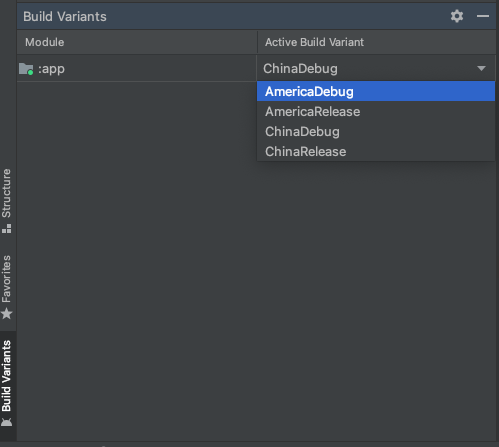 Build Variants
Module
Active Build Variant
:app
ChinaDebug
AmericaDebug
AmericaRelease
ChinaDebug
ChinaRelease
Structure
Favorites
Build Variants